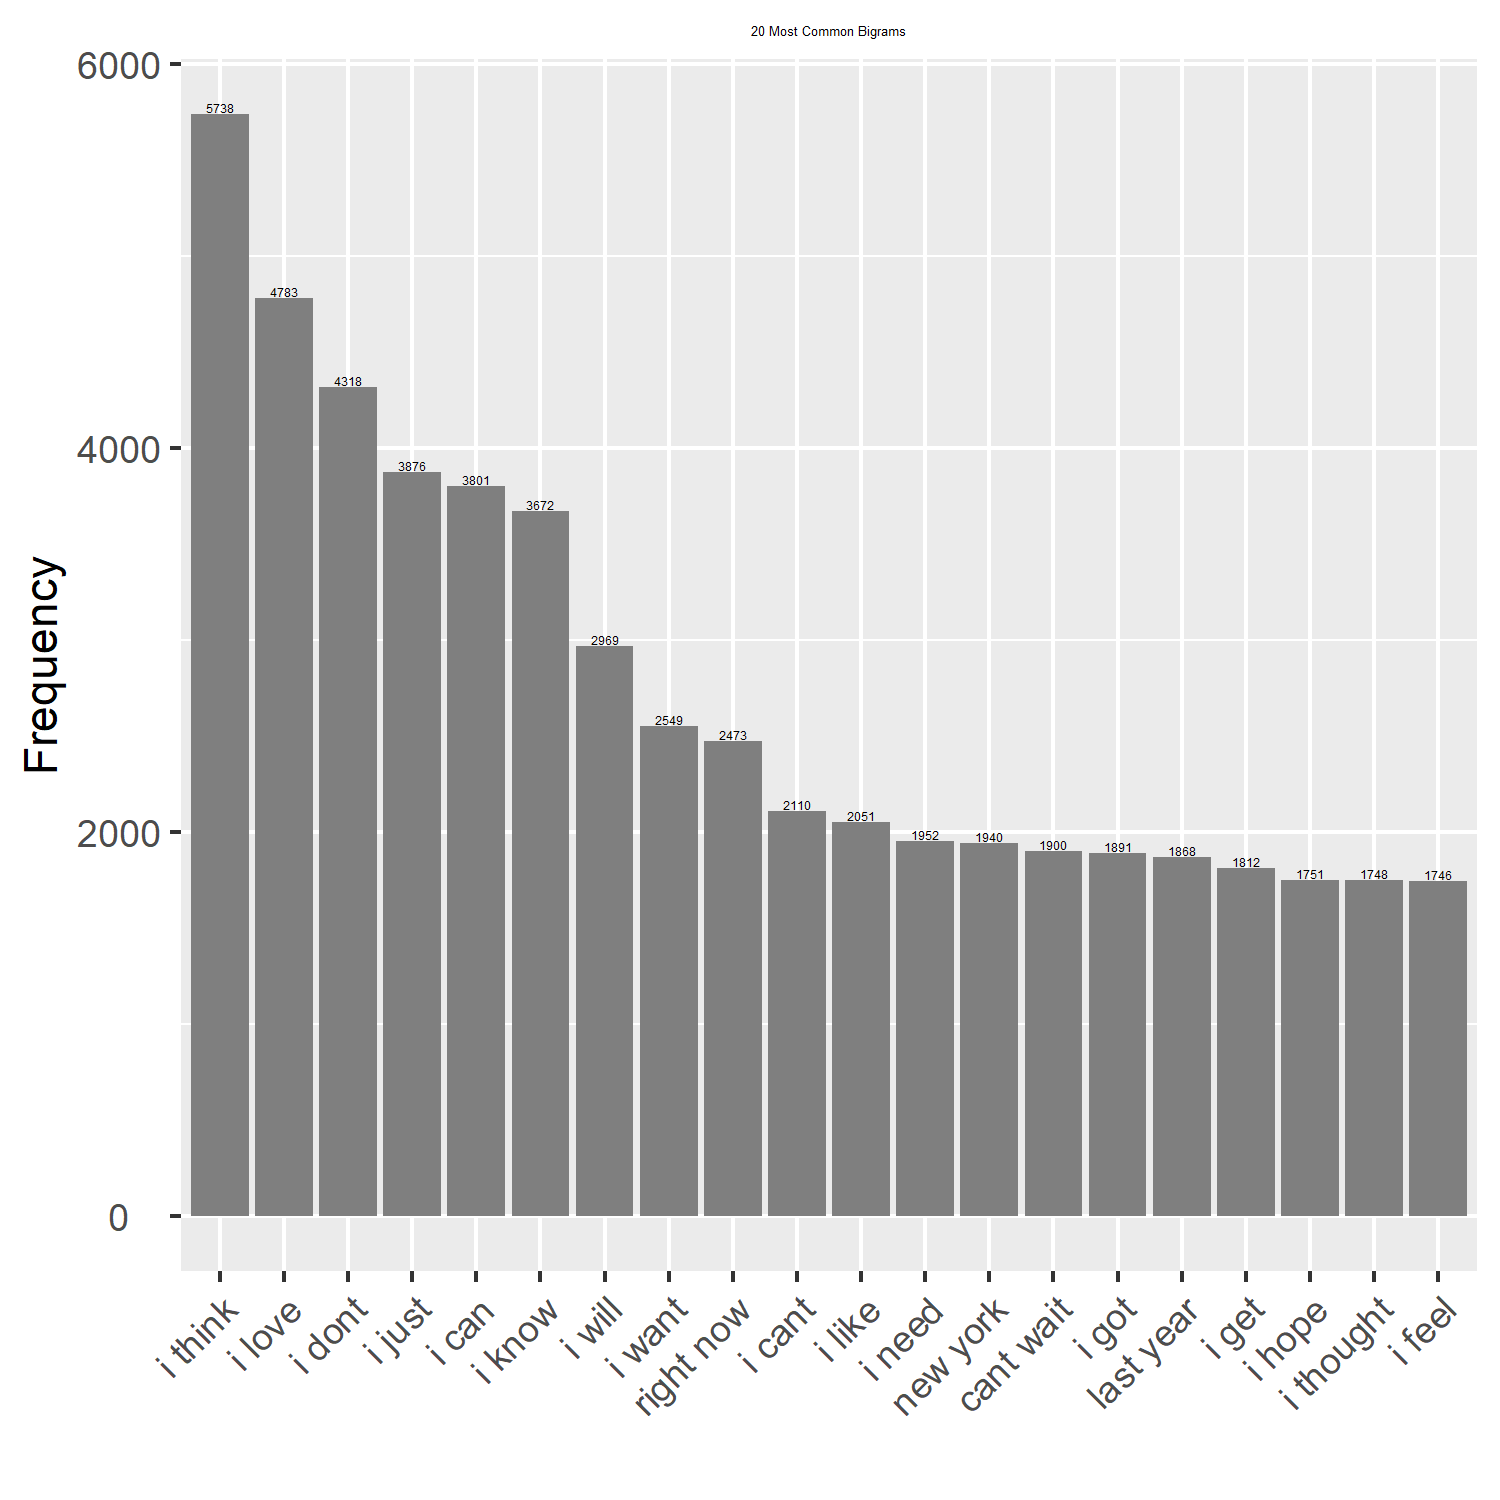 20 Most Common Bigrams
Frequency
6000
4000
2000
0
5738
4783
4318
3876
3801
3672
2969
2549
2473
2110
2051
1952
1940
1900
1891
1868
1812
1751
1748
1746
i think
i love
i dont
i just
i can
i know
i will
i want
right now
i cant
i like
i need
new york
cant wait
i got
last year
i get
i hope
i thought
i feel